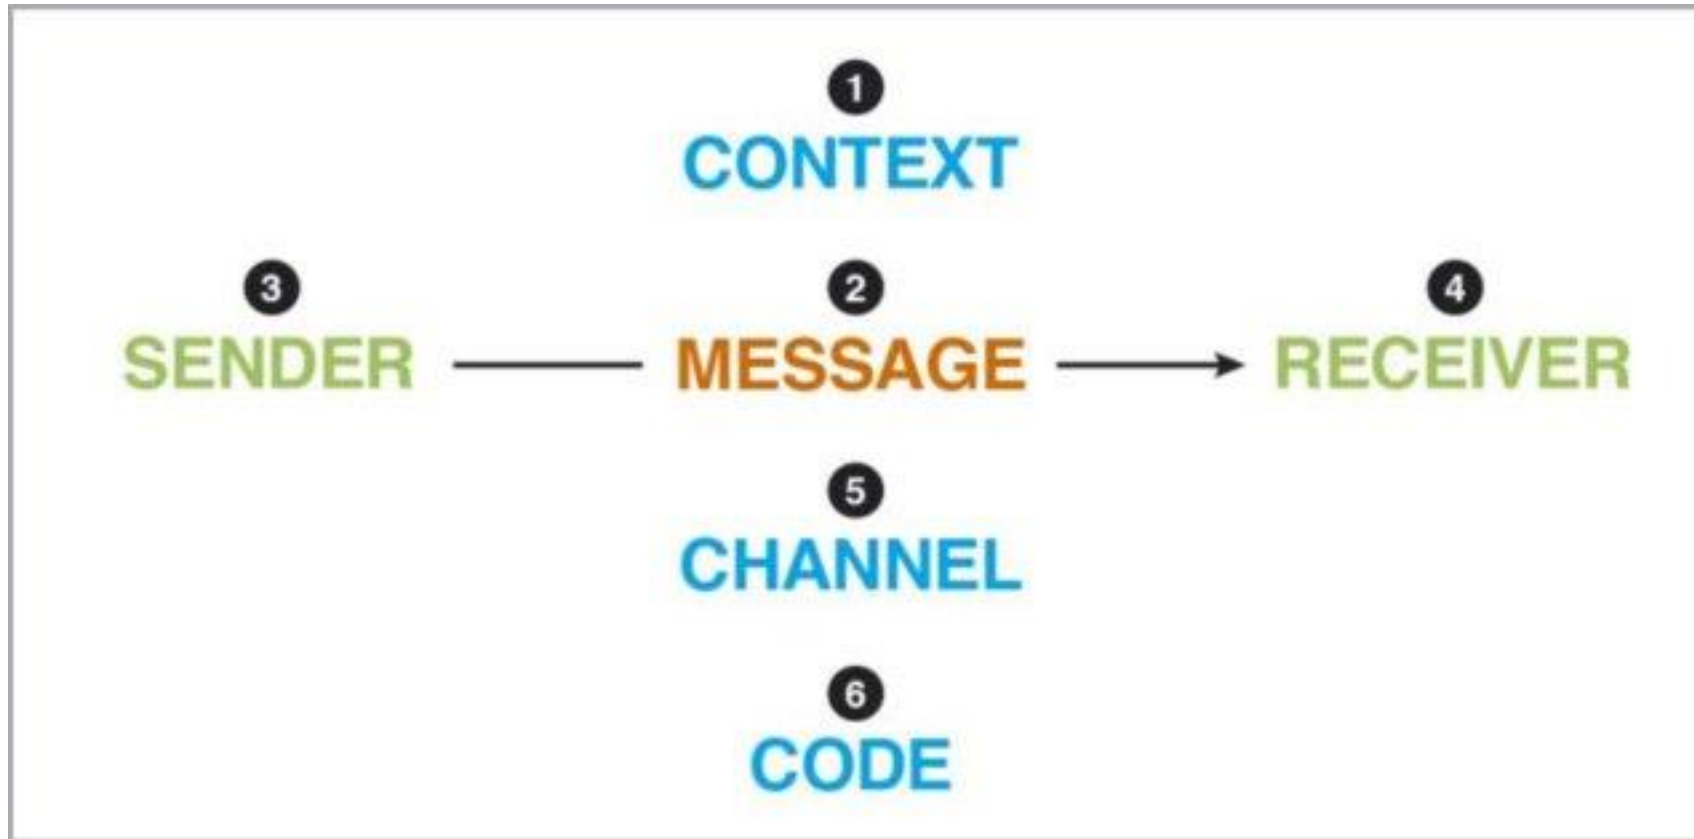 1
CONTEXT
3 2 4
SENDER MESSAGE RECEIVER
5
CHANNEL
6
CODE